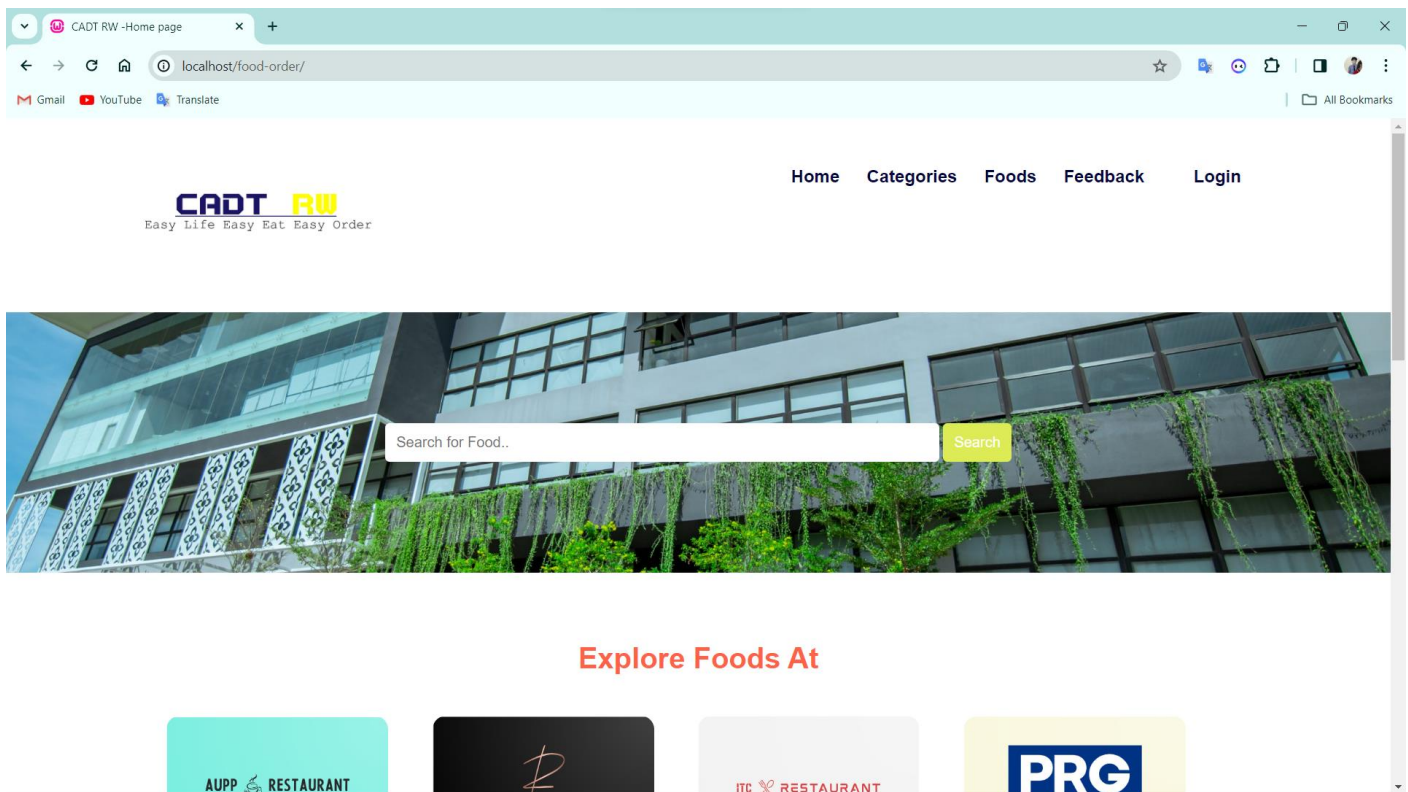 CADT RW -Home page
localhost/food-order/
Gmail YouTube Translate All Bookmarks
Home Categories Foods Feedback Login
CADT RW
Easy Life Easy Eat Easy Order
Search for Food.. Search
Explore Foods At
AUPP RESTAURANT
R
ITC RESTAURANT
PRG